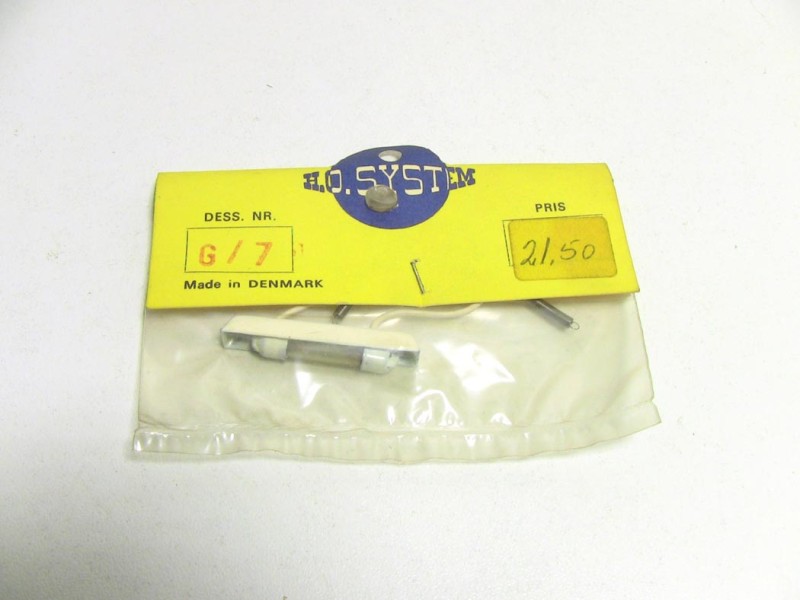 H.O. SYSTEM
DESS. NR.
G/7
PRIS
21,50
Made in DENMARK